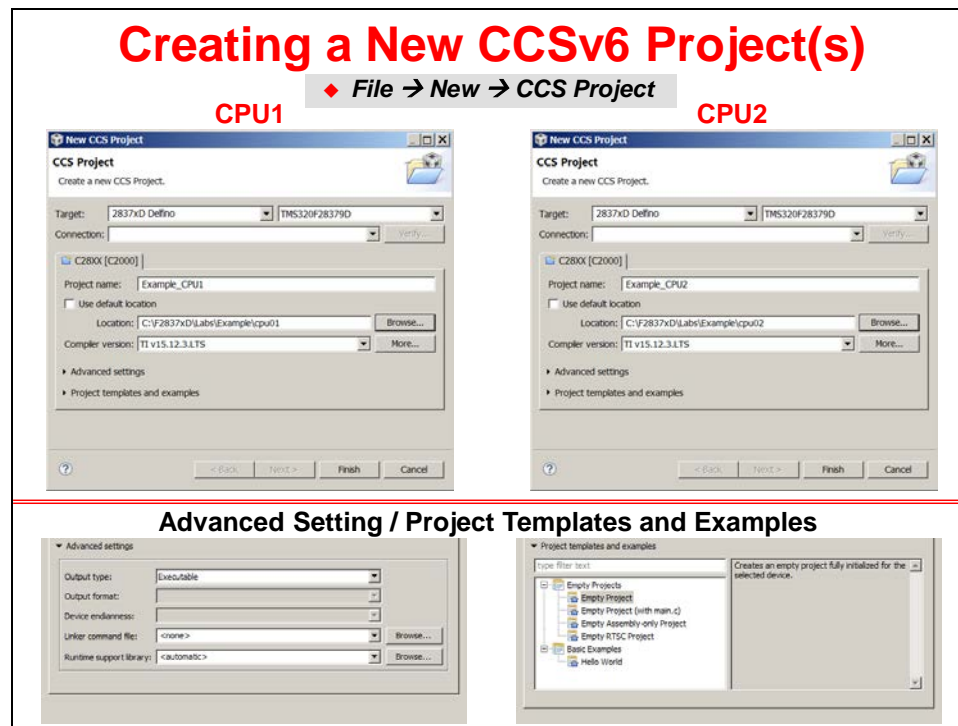 Creating a New CCSv6 Project(s)
◆ File → New → CCS Project
CPU1
New CCS Project
CCS Project
Create a new CCS Project.
Target: 2837xD Delfino TMS320F28379D
Connection: Verify...
C28XX [C2000]
Project name: Example_CPU1
Use default location
Location: C:\F2837xD\Labs\Example\cpu01 Browse...
Compiler version: TI v15.12.3.LTS More...
Advanced settings
Project templates and examples
< Back Next > Finish Cancel
CPU2
New CCS Project
CCS Project
Create a new CCS Project.
Target: 2837xD Delfino TMS320F28379D
Connection: Verify...
C28XX [C2000]
Project name: Example_CPU2
Use default location
Location: C:\F2837xD\Labs\Example\cpu02 Browse...
Compiler version: TI v15.12.3.LTS More...
Advanced settings
Project templates and examples
< Back Next > Finish Cancel
Advanced Setting / Project Templates and Examples
Advanced settings
Output type: Executable
Output format:
Device endianness:
Linker command file: <none> Browse...
Runtime support library: <automatic> Browse...
Project templates and examples
type filter text
Empty Projects
Empty Project
Empty Project (with main.c)
Empty Assembly-only Project
Empty RTSC Project
Basic Examples
Hello World
Creates an empty project fully initialized for the
selected device.